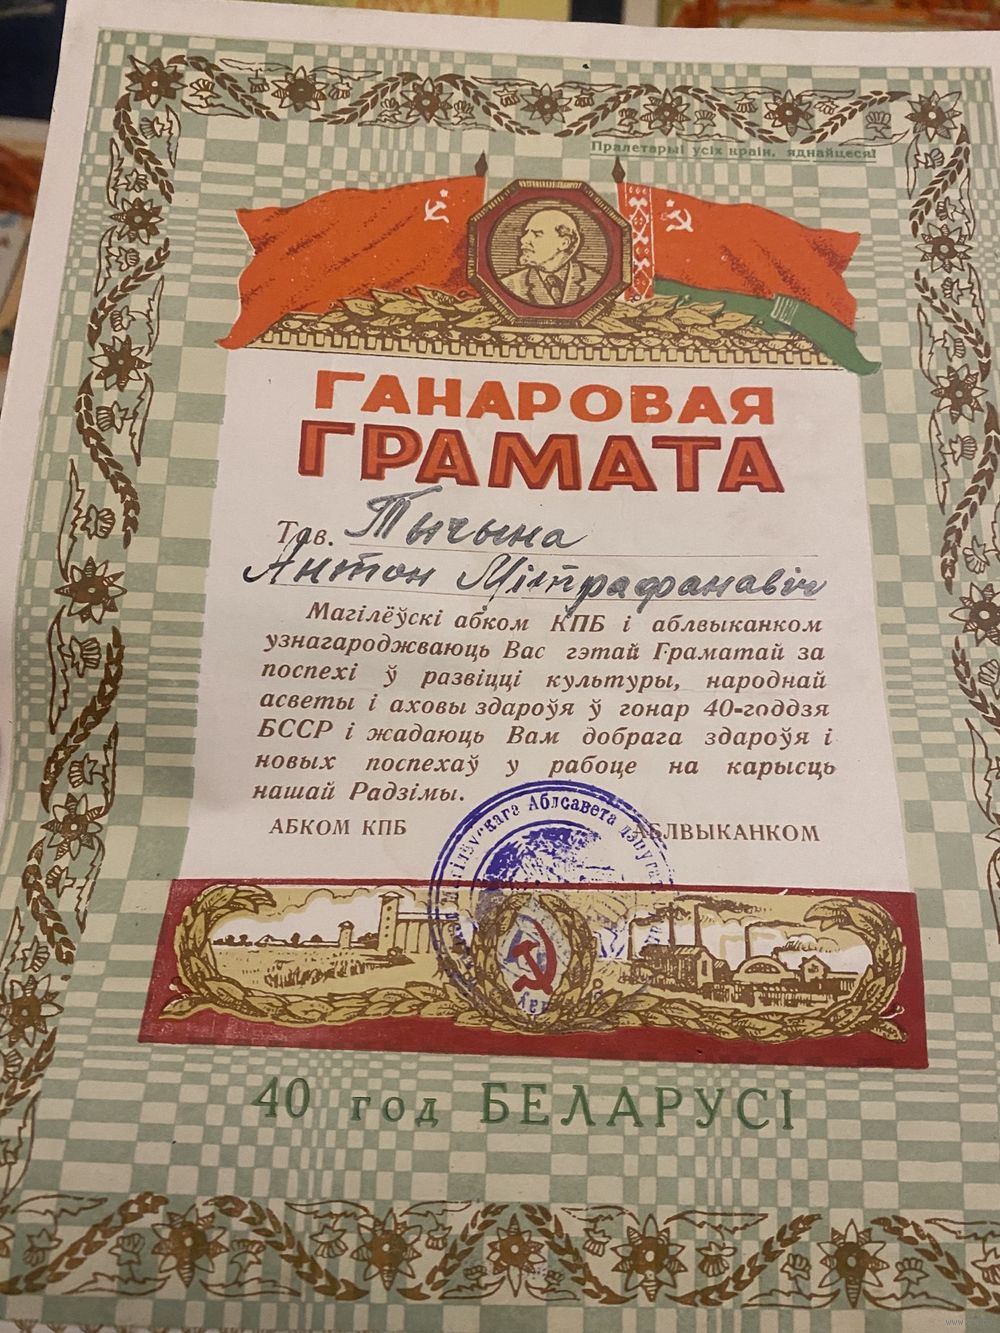 Пралетарыі ўсіх краін, яднайцеся!
ГАНАРОВАЯ
ГРАМАТА
Тав. Тычына
Антон Мітрафанавіч
Магілёўскі абком КПБ і аблвыканком
узнагароджваюць Вас гэтай Граматай за
поспехі ў развіцці культуры, народнай
асветы і аховы здароўя ў гонар 40-годдзя
БССР і жадаюць Вам добрага здароўя і
новых поспехаў у рабоце на карысць
нашай Радзімы.
АБКОМ КПБ АБЛВЫКАНКОМ
Аблсавета
40 год БЕЛАРУСІ